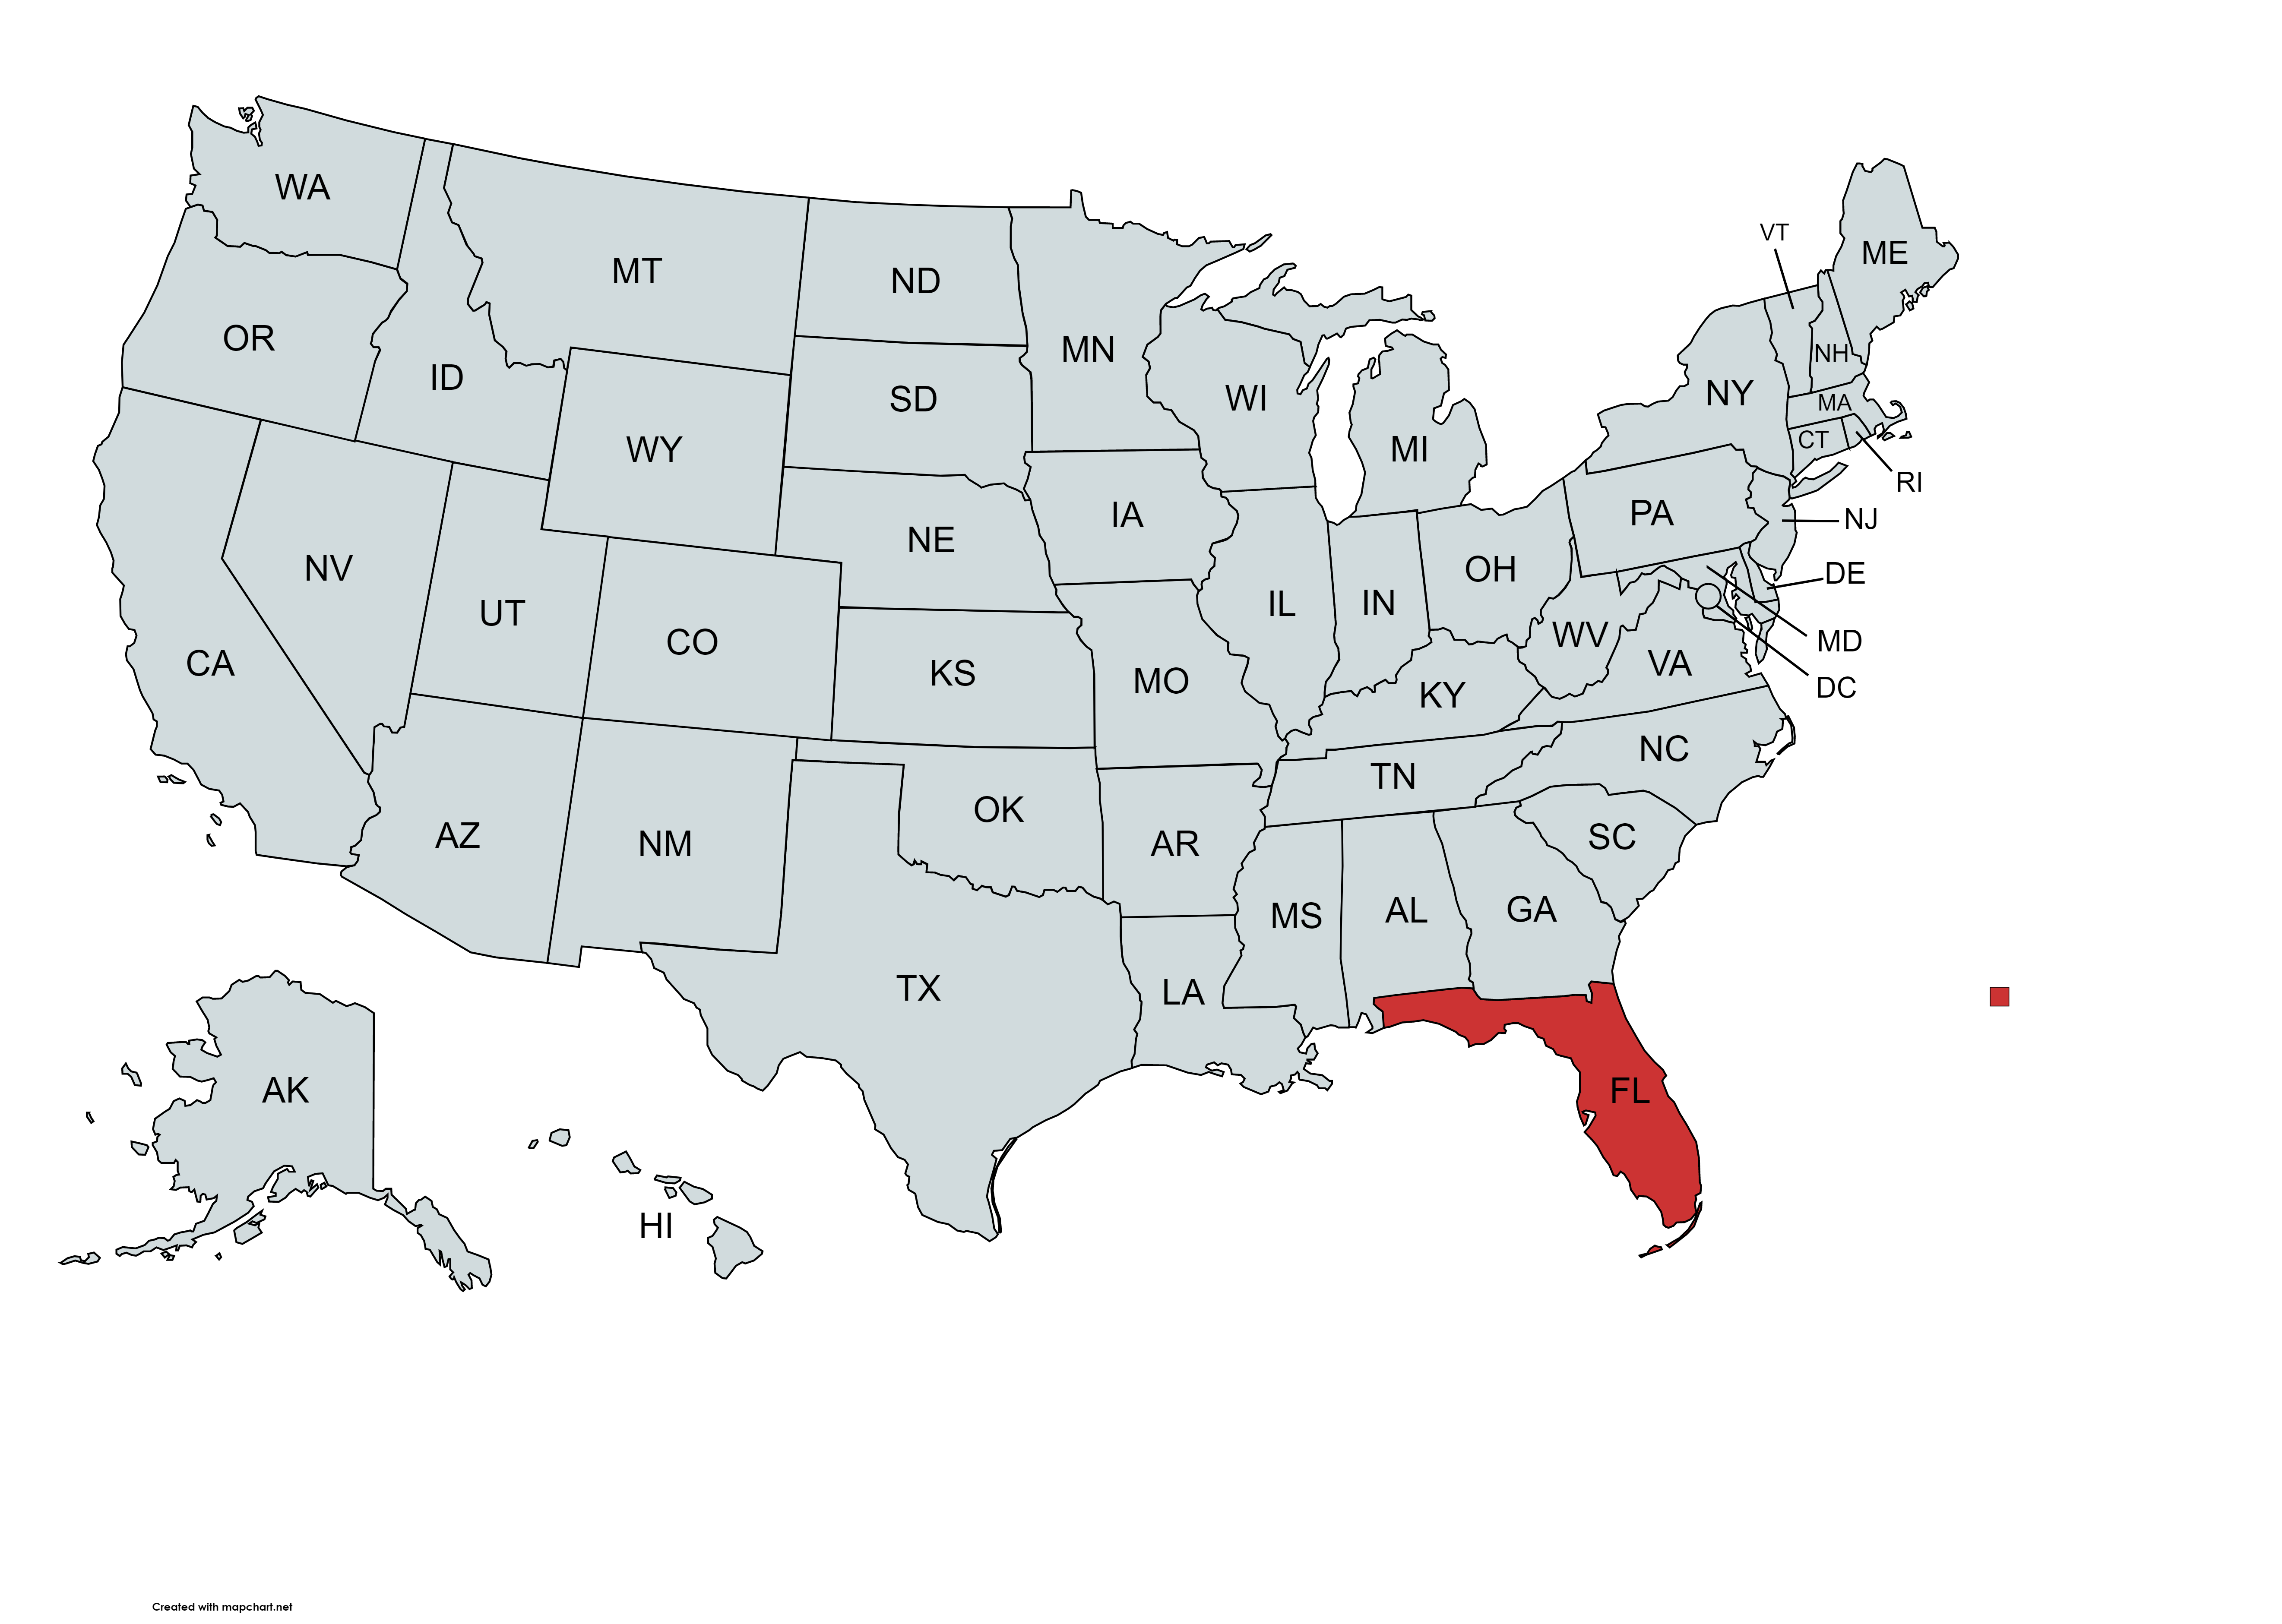 WA
MT
ND
MN
VT
ME
OR
ID
SD
WI
NH
NY
MA
WY
MI
CT
RI
IA
PA
NJ
NE
NV
OH
DE
UT
IL
IN
CO
WV
MD
CA
KS
MO
VA
KY
DC
NC
TN
OK
AZ
NM
AR
SC
MS
AL
GA
TX
LA
AK
FL
HI
Created with mapchart.net